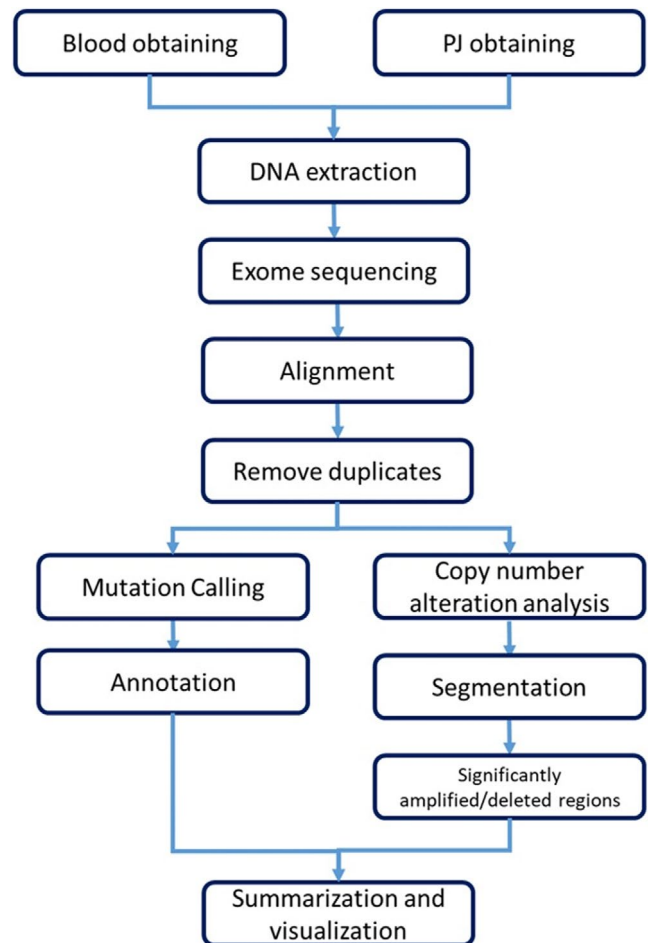 Blood obtaining
PJ obtaining
DNA extraction
Exome sequencing
Alignment
Remove duplicates
Mutation Calling
Copy number
alteration analysis
Annotation
Segmentation
Significantly
amplified/deleted regions
Summarization and
visualization